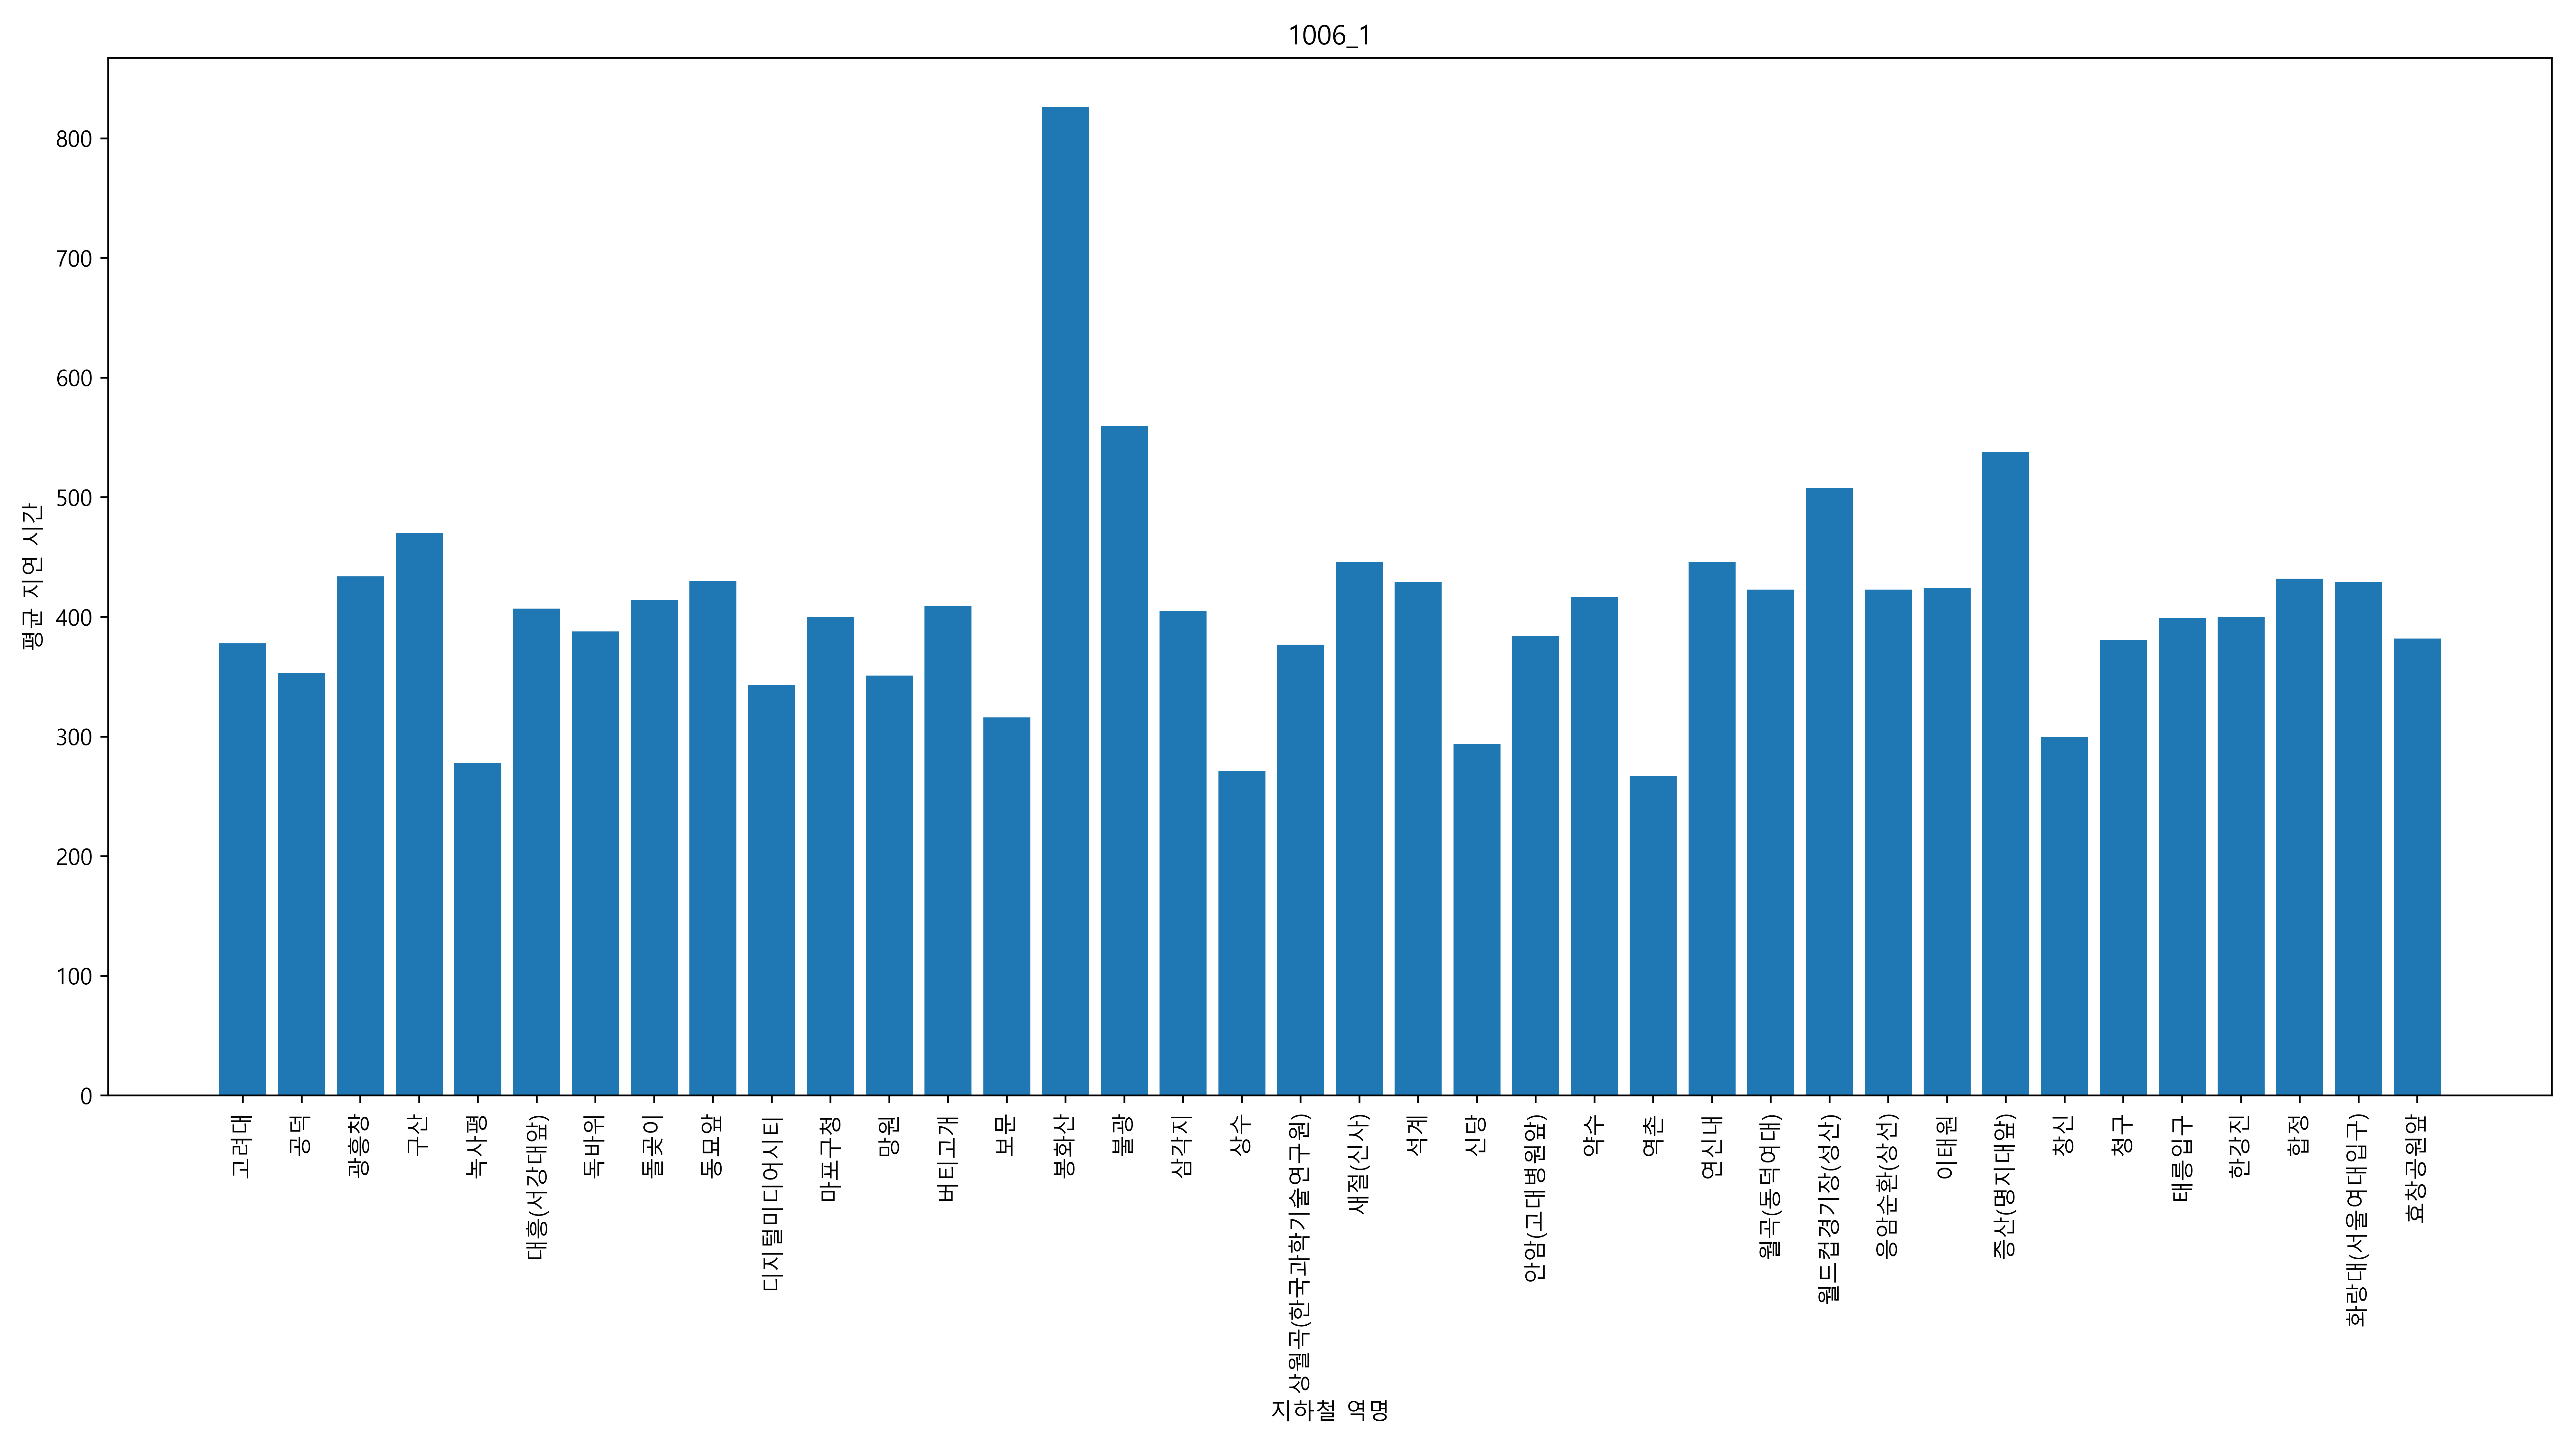 1006_1
평균 지연 시간
800
700
600
500
400
300
200
100
0
고려대
공덕
광흥창
구산
녹사평
대흥(서강대앞)
독바위
돌곶이
동묘앞
디지털미디어시티
마포구청
망원
버티고개
보문
봉화산
불광
삼각지
상수
상월곡(한국과학기술연구원)
새절(신사)
석계
신당
안암(고대병원앞)
약수
역촌
연신내
월곡(동덕여대)
월드컵경기장(성산)
응암순환(상선)
이태원
증산(명지대앞)
창신
청구
태릉입구
한강진
합정
화랑대(서울여대입구)
효창공원앞
지하철 역명